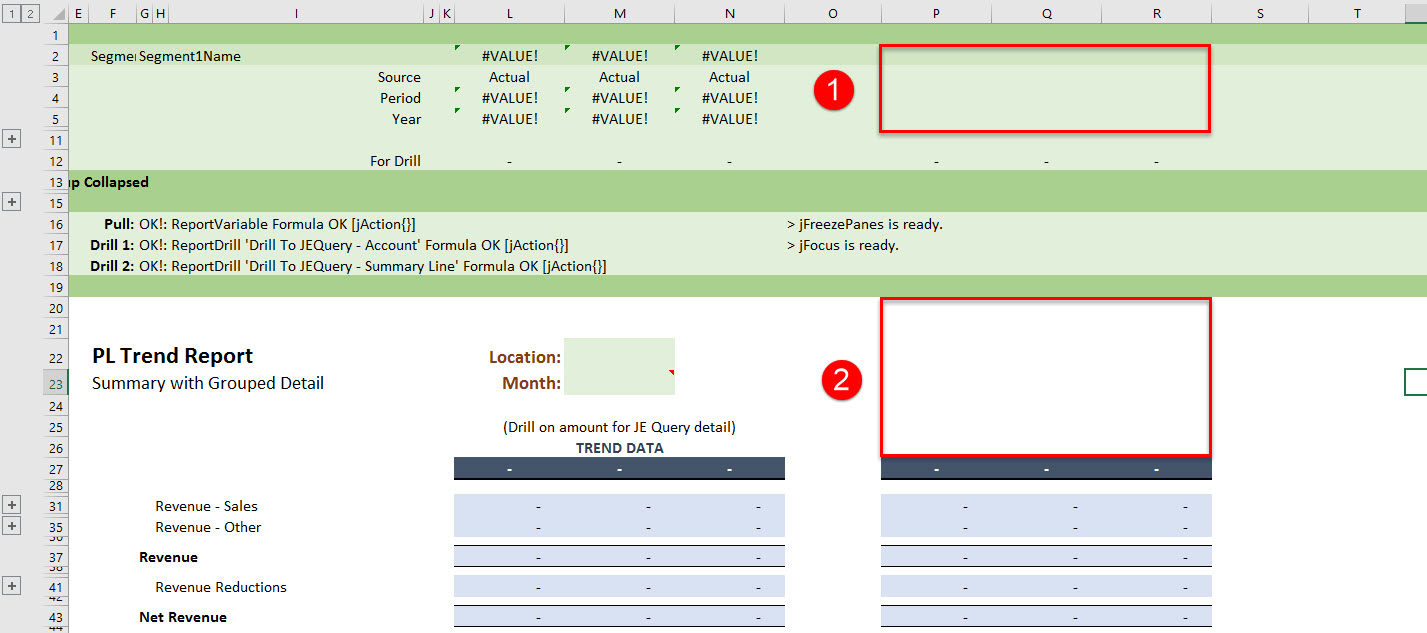 1 2 E F G H I J K L M N O P Q R S T
1
2 Segme Segment1Name #VALUE! #VALUE! #VALUE!
3 Source Actual Actual Actual
1
4 Period #VALUE! #VALUE! #VALUE!
5 Year #VALUE! #VALUE! #VALUE!
+ 11
12 For Drill - - - - - -
13 up Collapsed
+ 15
16 Pull: OK!: ReportVariable Formula OK [jAction{}] > jFreezePanes is ready.
17 Drill 1: OK!: ReportDrill 'Drill To JEQuery - Account' Formula OK [jAction{}] > jFocus is ready.
18 Drill 2: OK!: ReportDrill 'Drill To JEQuery - Summary Line' Formula OK [jAction{}]
19
20
21
22 PL Trend Report Location:
23 Summary with Grouped Detail Month:
2
24
25 (Drill on amount for JE Query detail)
26 TREND DATA
27 - - - - - -
28
+ 31 Revenue - Sales - - - - - -
+ 35 Revenue - Other - - - - - -
36
37 Revenue - - - - - -
38
+ 41 Revenue Reductions - - - - - -
42
43 Net Revenue - - - - - -
44